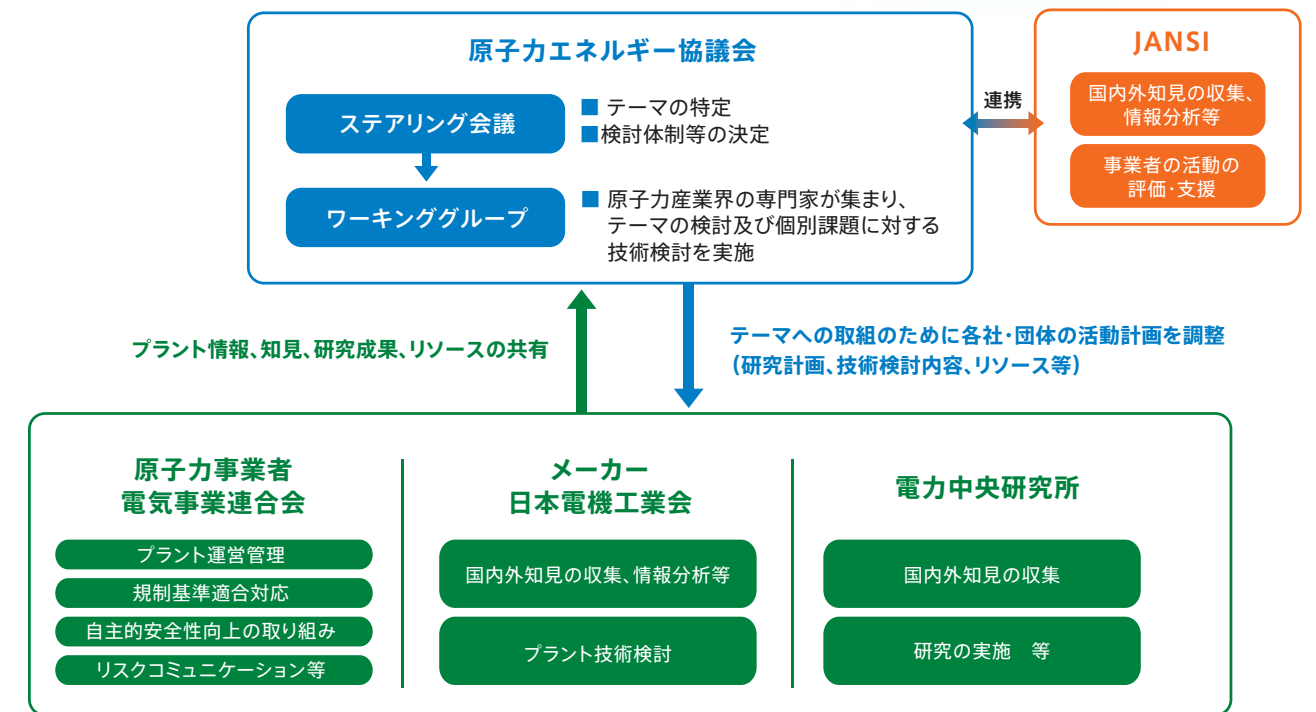 原子力エネルギー協議会
ステアリング会議
■ テーマの特定
■検討体制等の決定
ワーキンググループ
■ 原子力産業界の専門家が集まり、
テーマの検討及び個別課題に対する
技術検討を実施
連携
JANSI
国内外知見の収集、
情報分析等
事業者の活動の
評価・支援
プラント情報、知見、研究成果、リソースの共有
テーマへの取組のために各社・団体の活動計画を調整
（研究計画、技術検討内容、リソース等）
原子力事業者
電気事業連合会
プラント運営管理
規制基準適合対応
自主的安全性向上の取り組み
リスクコミュニケーション等
メーカー
日本電機工業会
国内外知見の収集、情報分析等
プラント技術検討
電力中央研究所
国内外知見の収集
研究の実施　等